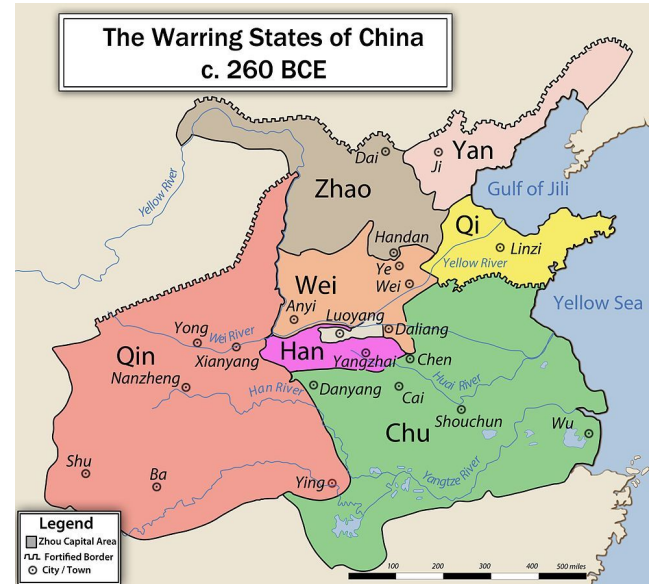 The Warring States of China
c. 260 BCE
Dai
Ji
Yan
Zhao
Gulf of Jili
Yellow River
Qi
Linzi
Handan
Ye
Yellow River
Wei
Wei
Yellow Sea
Anyi
Luoyang
Daliang
Yong
Wei River
Xianyang
Han
Yangzhai
Chen
Qin
Nanzheng
Han River
Danyang
Cai
Huai River
Shouchun
Chu
Wu
Shu
Ba
Ying
Yangtze River
Legend
Zhou Capital Area
Fortified Border
City / Town
100
200
300
400
500 miles